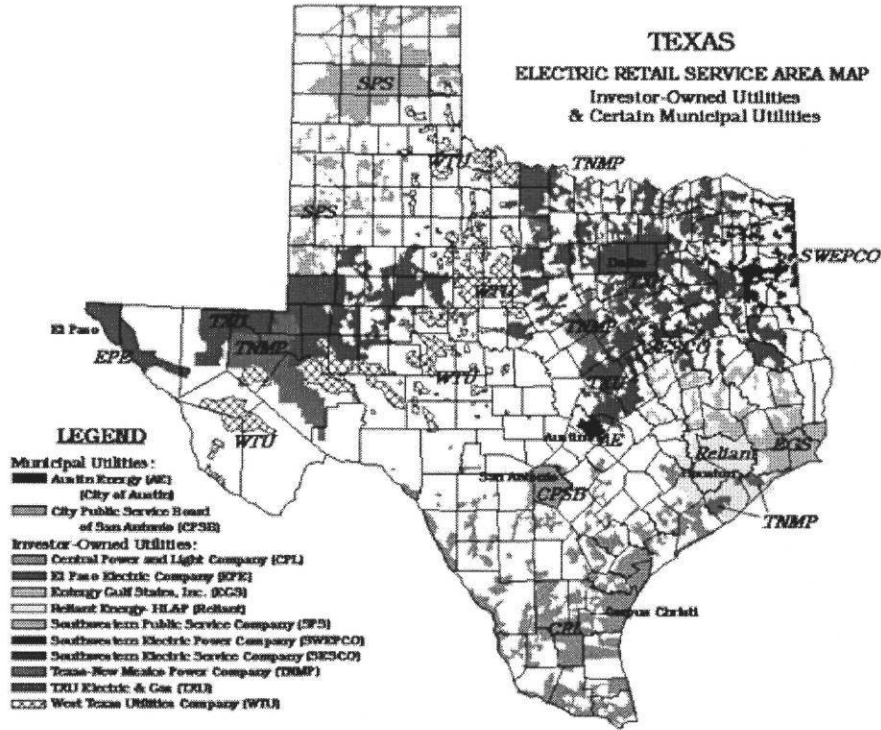 TEXAS
ELECTRIC RETAIL SERVICE AREA MAP
Investor-Owned Utilities
& Certain Municipal Utilities
SPS
WTU
TNMP
SPS
SWEPCO
Dallas
TXU
WTU
El Paso
TXU
TNMP
TNMP
SESCO
EPE
WTU
TXU
WTU
Austin
AE
Reliant
EGS
San Antonio
Houston
CPSB
TNMP
Corpus Christi
CPL
LEGEND
Municipal Utilities:
Austin Energy (AE)
(City of Austin)
City Public Service Board
of San Antonio (CPSB)
Investor-Owned Utilities:
Central Power and Light Company (CPL)
El Paso Electric Company (EPE)
Entergy Gulf States, Inc. (EGS)
Reliant Energy- HL&P (Reliant)
Southwestern Public Service Company (SPS)
Southwestern Electric Power Company (SWEPCO)
Southwestern Electric Service Company (SESCO)
Texas-New Mexico Power Company (TNMP)
TXU Electric & Gas (TXU)
West Texas Utilities Company (WTU)